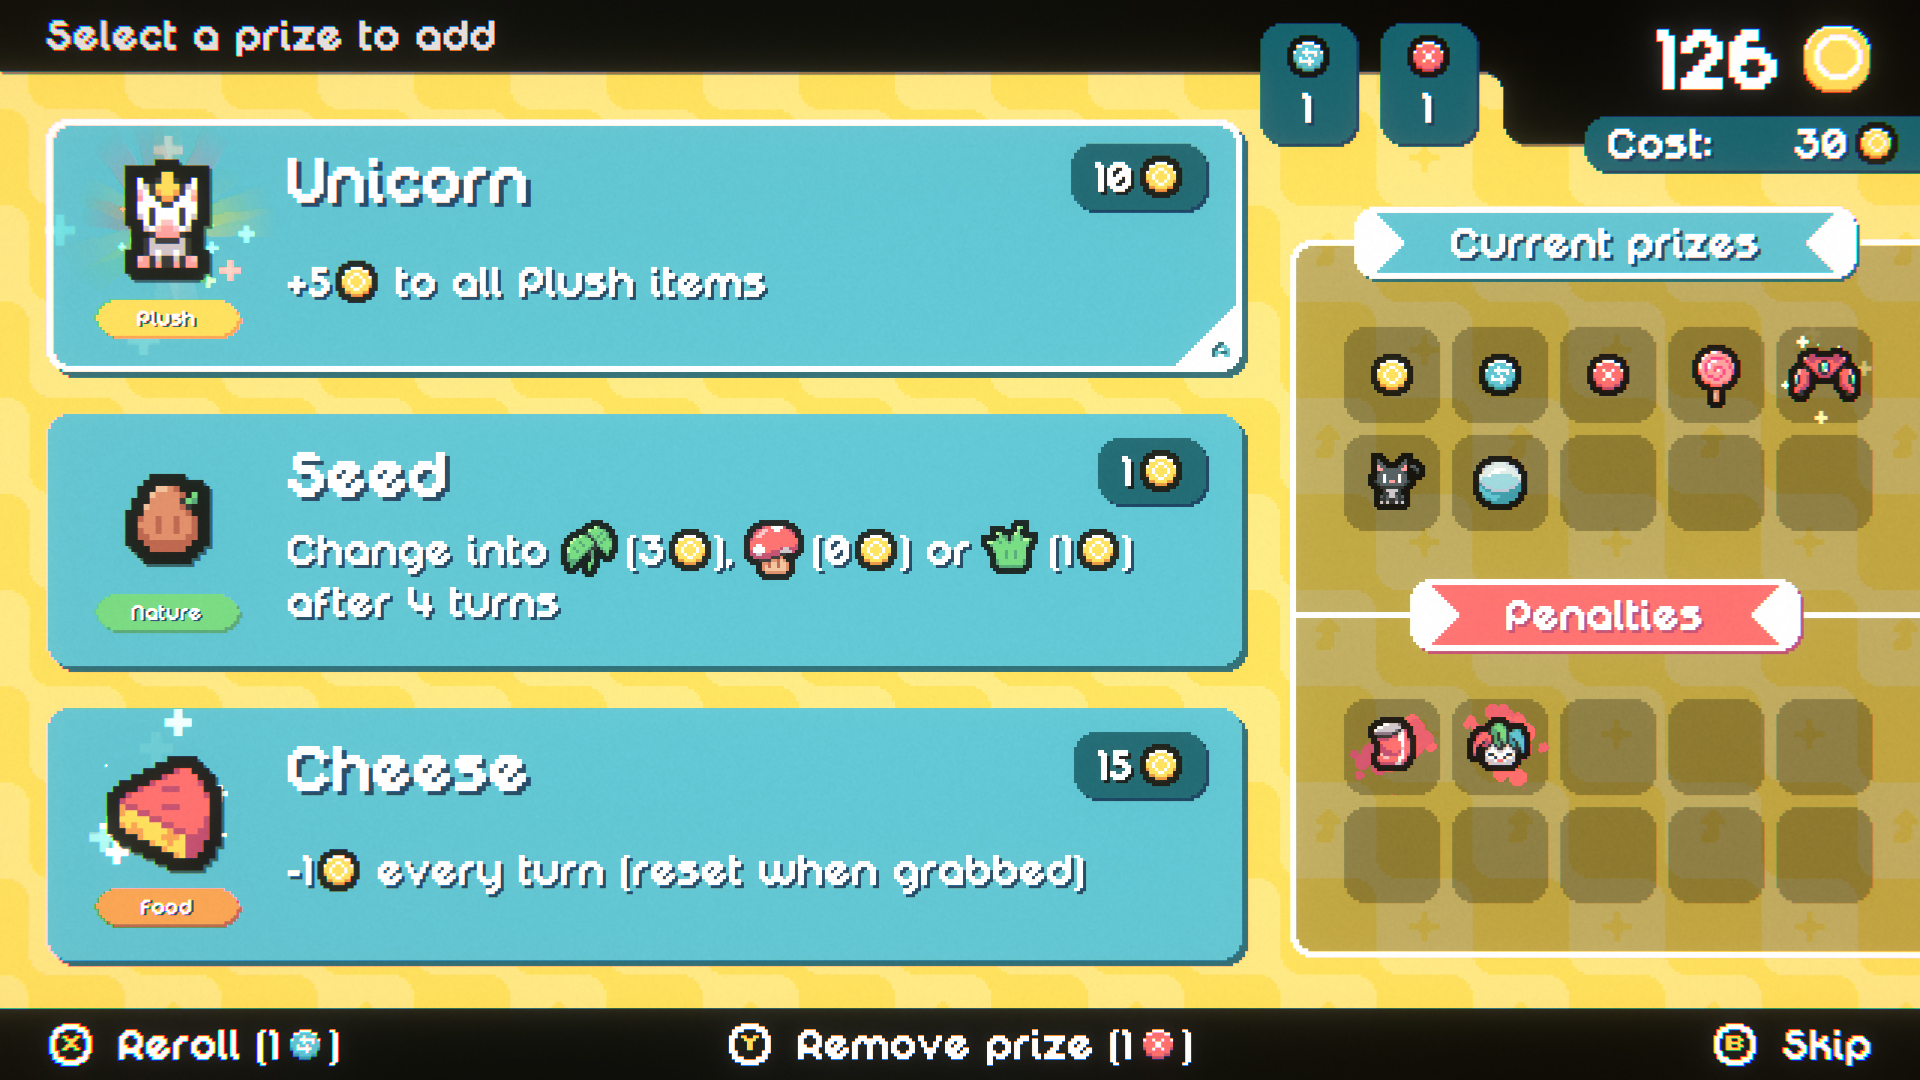 Select a prize to add
1
1
126
Cost: 30
Unicorn
10
+5 to all Plush items
Plush
A
Current prizes
Seed
1
Change into (3), (0) or (1)
after 4 turns
Nature
Penalties
Cheese
15
-1 every turn (reset when grabbed)
Food
X Reroll (1)
Y Remove prize (1)
B Skip